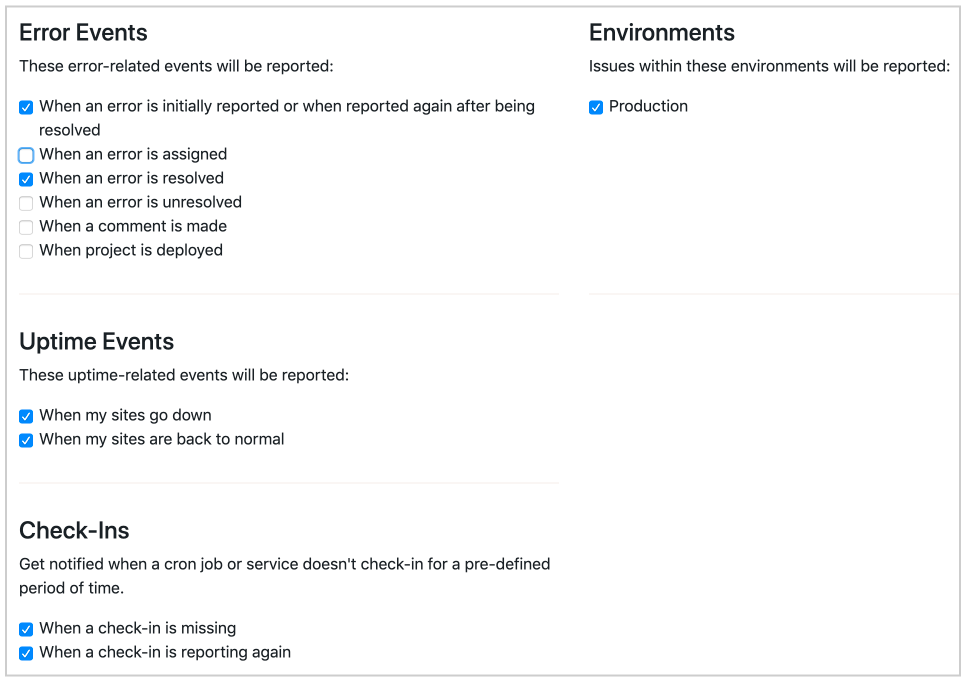 Error Events
These error-related events will be reported:
When an error is initially reported or when reported again after being
resolved
When an error is assigned
When an error is resolved
When an error is unresolved
When a comment is made
When project is deployed
Environments
Issues within these environments will be reported:
Production
Uptime Events
These uptime-related events will be reported:
When my sites go down
When my sites are back to normal
Check-Ins
Get notified when a cron job or service doesn't check-in for a pre-defined
period of time.
When a check-in is missing
When a check-in is reporting again